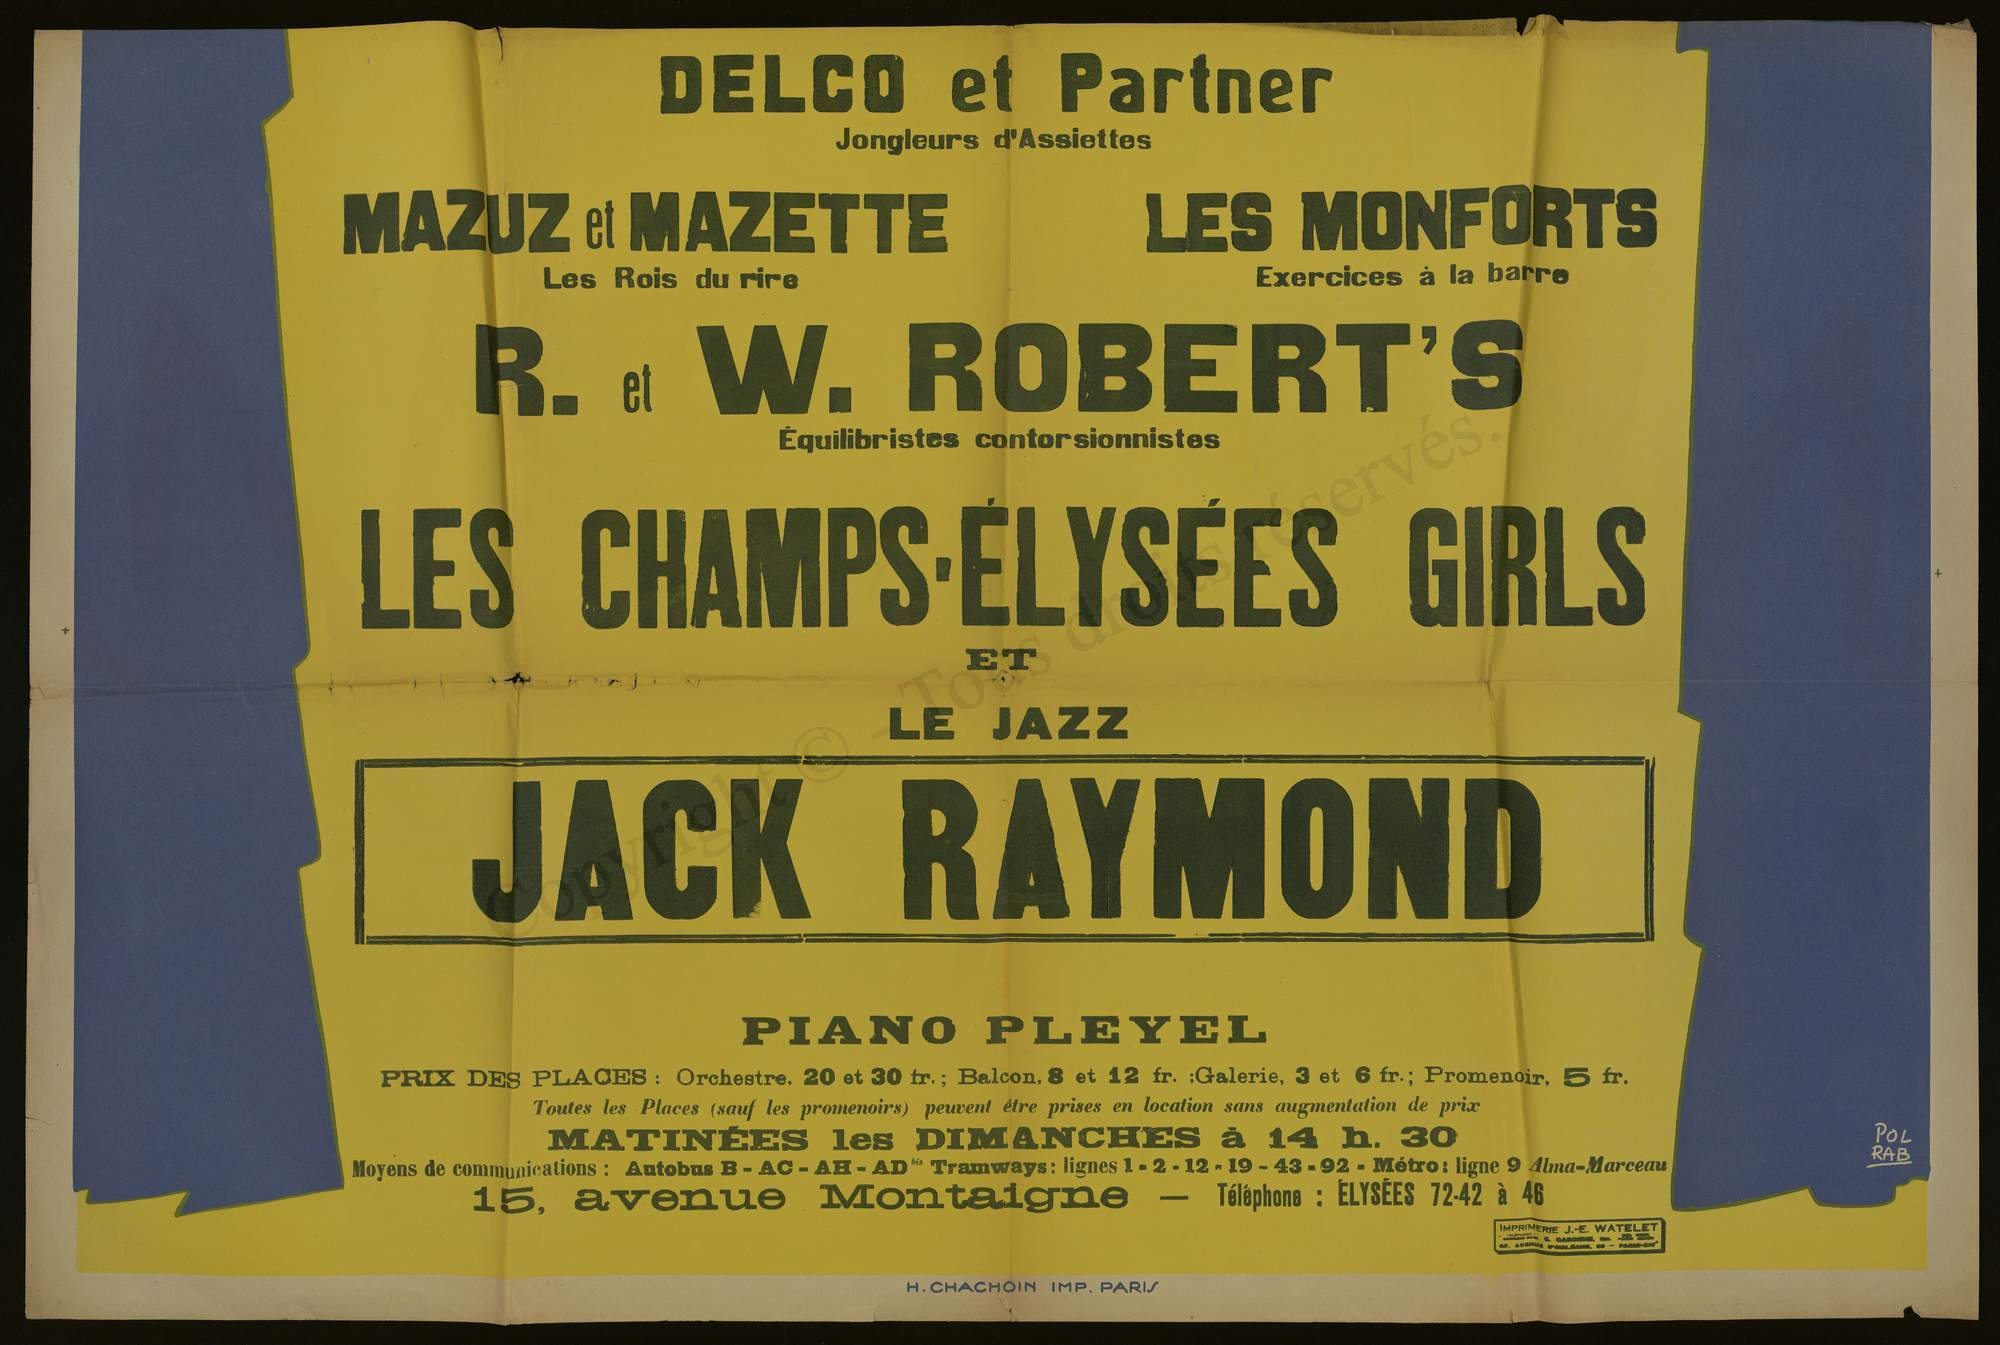 DELCO et Partner
Jongleurs d'Assiettes
MAZUZ et MAZETTE
Les Rois du rire
LES MONFORTS
Exercices à la barre
R. et W. ROBERT'S
Équilibristes contorsionnistes
LES CHAMPS-ÉLYSÉES GIRLS
ET
LE JAZZ
JACK RAYMOND
PIANO PLEYEL
PRIX DES PLACES : Orchestre, 20 et 30 fr. ; Balcon, 8 et 12 fr. ; Galerie, 3 et 6 fr. ; Promenoir, 5 fr.
Toutes les Places (sauf les promenoirs) peuvent être prises en location sans augmentation de prix
MATINÉES les DIMANCHES à 14 h. 30
Moyens de communications : Autobus B - AC - AH - AD bis Tramways : lignes 1 - 2 - 12 - 19 - 43 - 92 - Métro : ligne 9 Alma-Marceau
15, avenue Montaigne — Téléphone : ÉLYSÉES 72-42 à 46
POL
RAB
IMPRIMERIE J.-E. WATELET
H. CHACHOIN IMP. PARIS
Copyright © - Tous droits réservés.